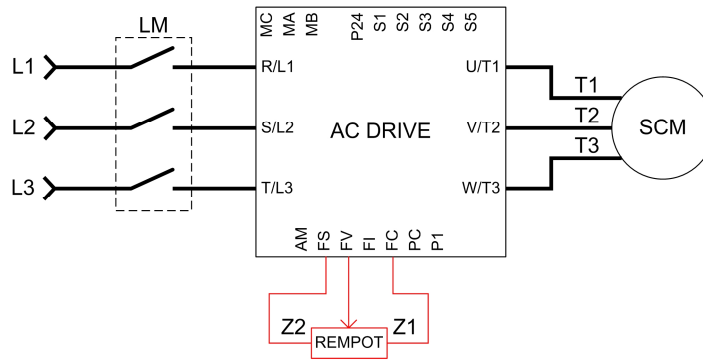 LM
MC MA MB P24 S1 S2 S3 S4 S5
L1 R/L1 U/T1 T1
L2 S/L2 AC DRIVE V/T2 T2 SCM
L3 T/L3 W/T3 T3
AM FS FV FI FC PC P1
Z2 REMPOT Z1